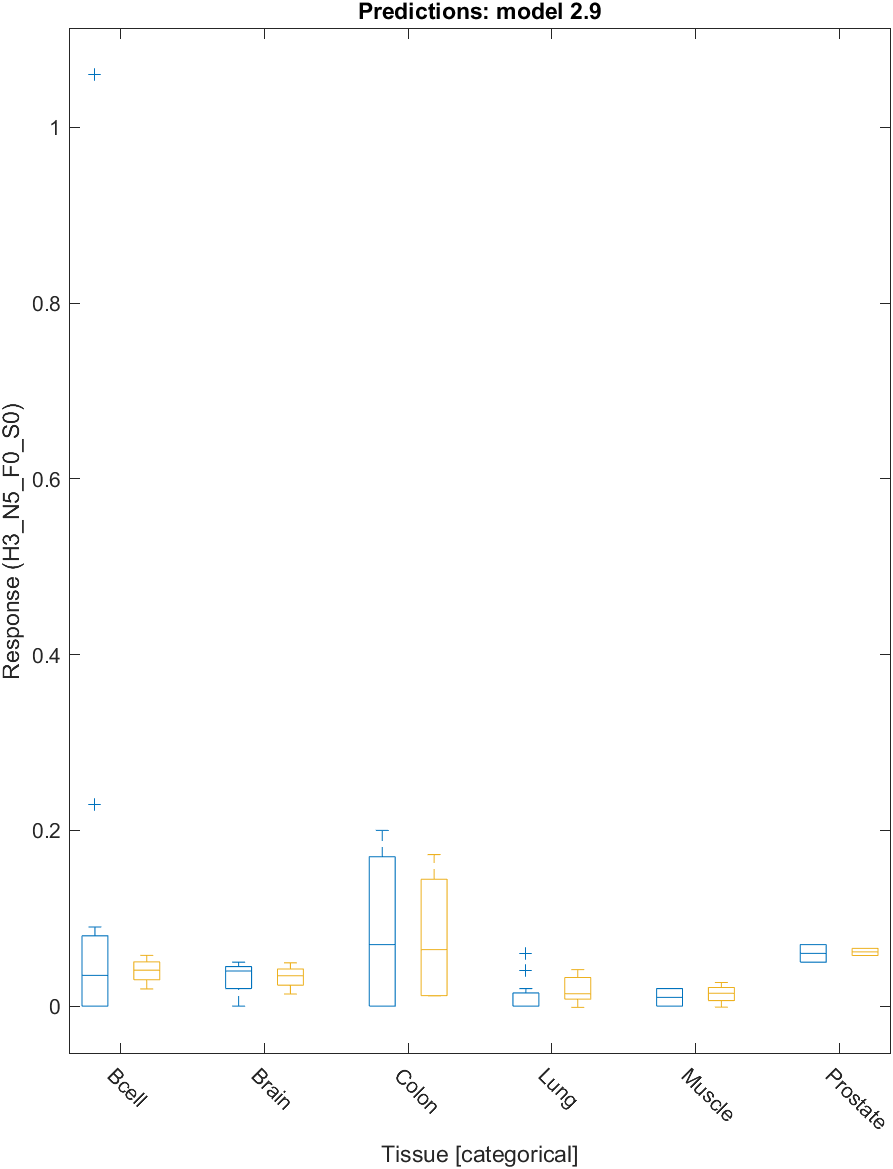 Predictions: model 2.9
1
0.8
0.6
0.4
0.2
0
Response (H3_N5_F0_S0)
Bcell
Brain
Colon
Lung
Muscle
Prostate
Tissue [categorical]